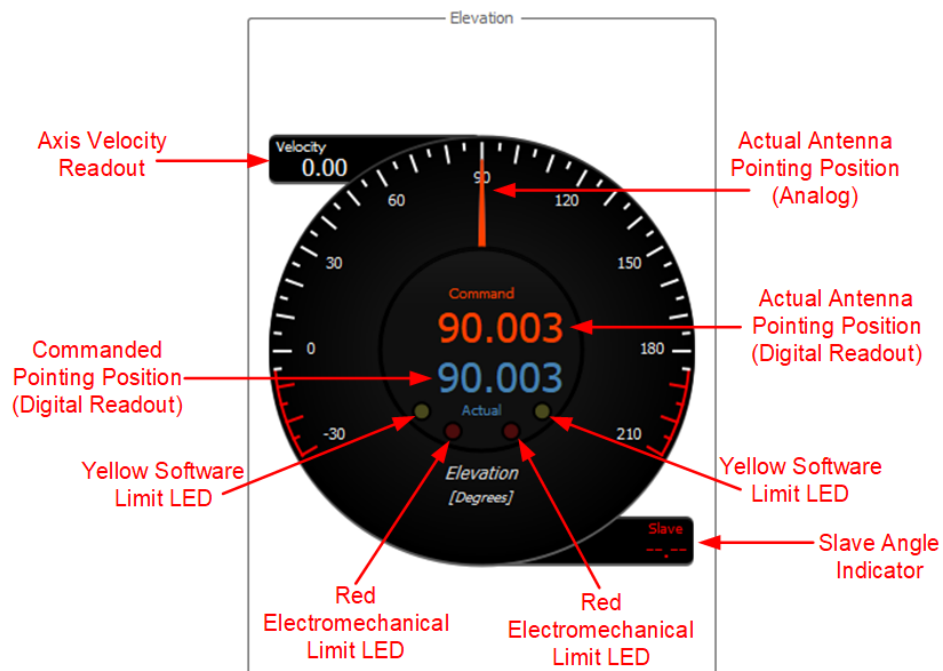 Elevation
Axis Velocity
Readout
Velocity
0.00
Actual Antenna
Pointing Position
(Analog)
90
60
120
30
150
0
180
-30
210
Command
90.003
Actual Antenna
Pointing Position
(Digital Readout)
Commanded
Pointing Position
(Digital Readout)
90.003
Actual
Yellow Software
Limit LED
Elevation
[Degrees]
Yellow Software
Limit LED
Slave
--.--
Slave Angle
Indicator
Red
Electromechanical
Limit LED
Red
Electromechanical
Limit LED